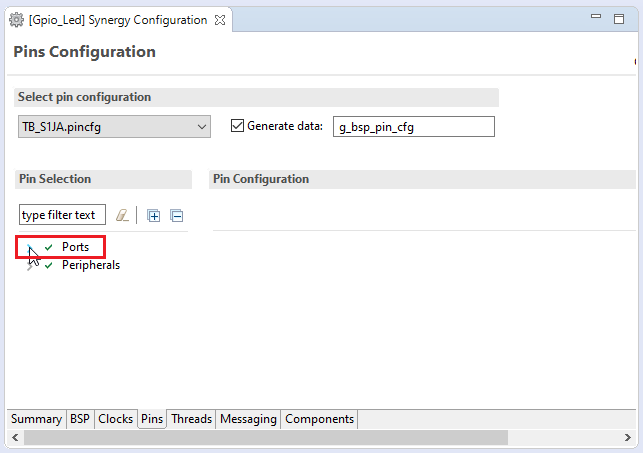 [Gpio_Led] Synergy Configuration
Pins Configuration
Select pin configuration
TB_S1JA.pincfg Generate data: g_bsp_pin_cfg
Pin Selection Pin Configuration
type filter text
Ports
Peripherals
Summary BSP Clocks Pins Threads Messaging Components